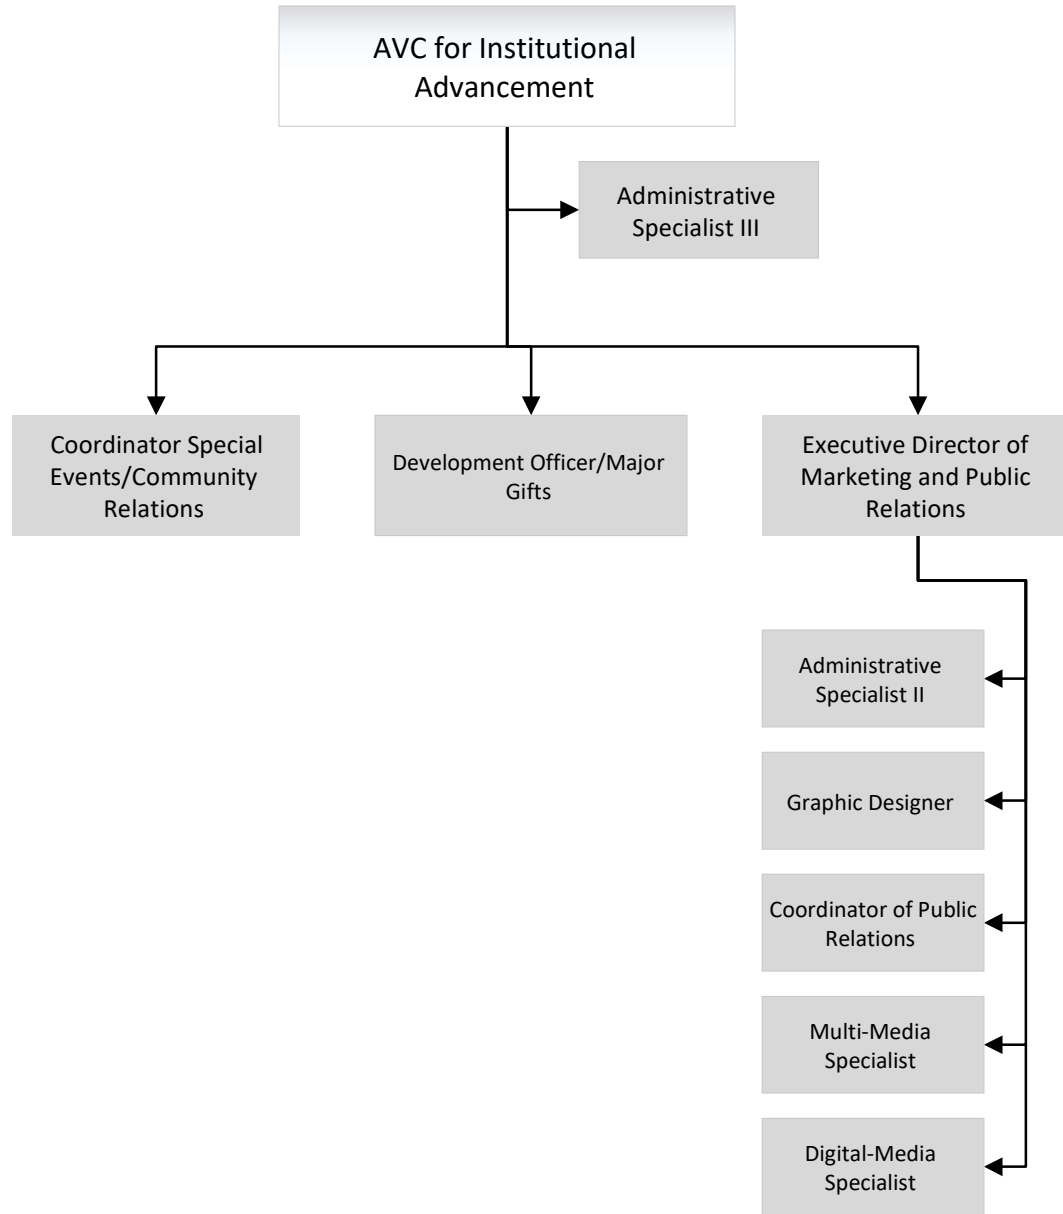 AVC for Institutional
Advancement
Administrative
Specialist III
Coordinator Special
Events/Community
Relations
Development Officer/Major
Gifts
Executive Director of
Marketing and Public
Relations
Administrative
Specialist II
Graphic Designer
Coordinator of Public
Relations
Multi-Media
Specialist
Digital-Media
Specialist